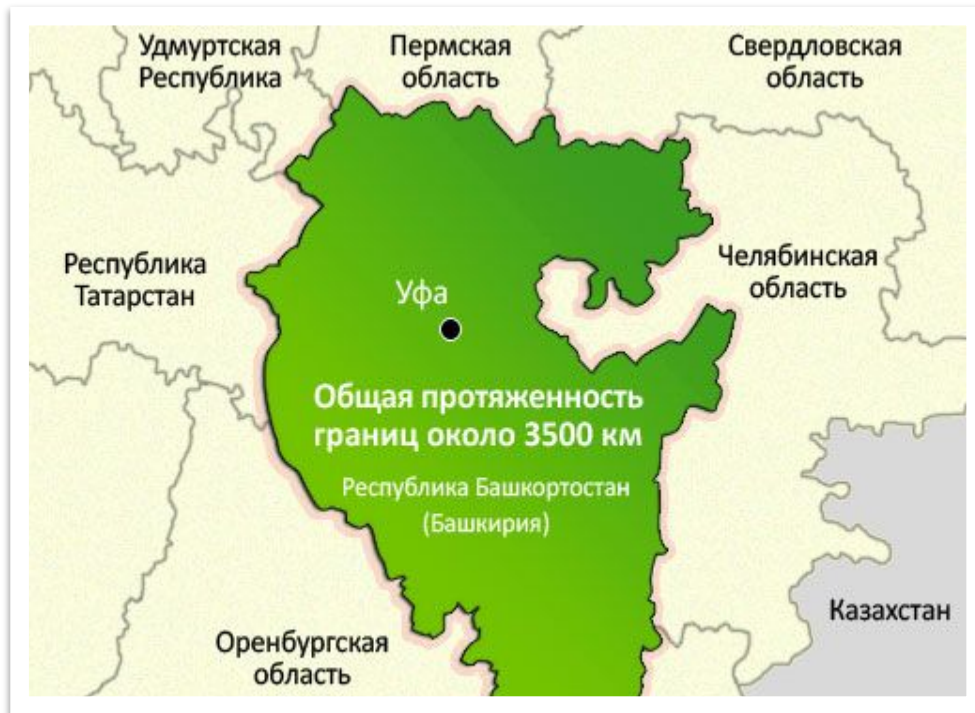 Удмуртская
Республика
Пермская
область
Свердловская
область
Республика
Татарстан
Уфа
Челябинская
область
Общая протяженность
границ около 3500 км
Республика Башкортостан
(Башкирия)
Казахстан
Оренбургская
область